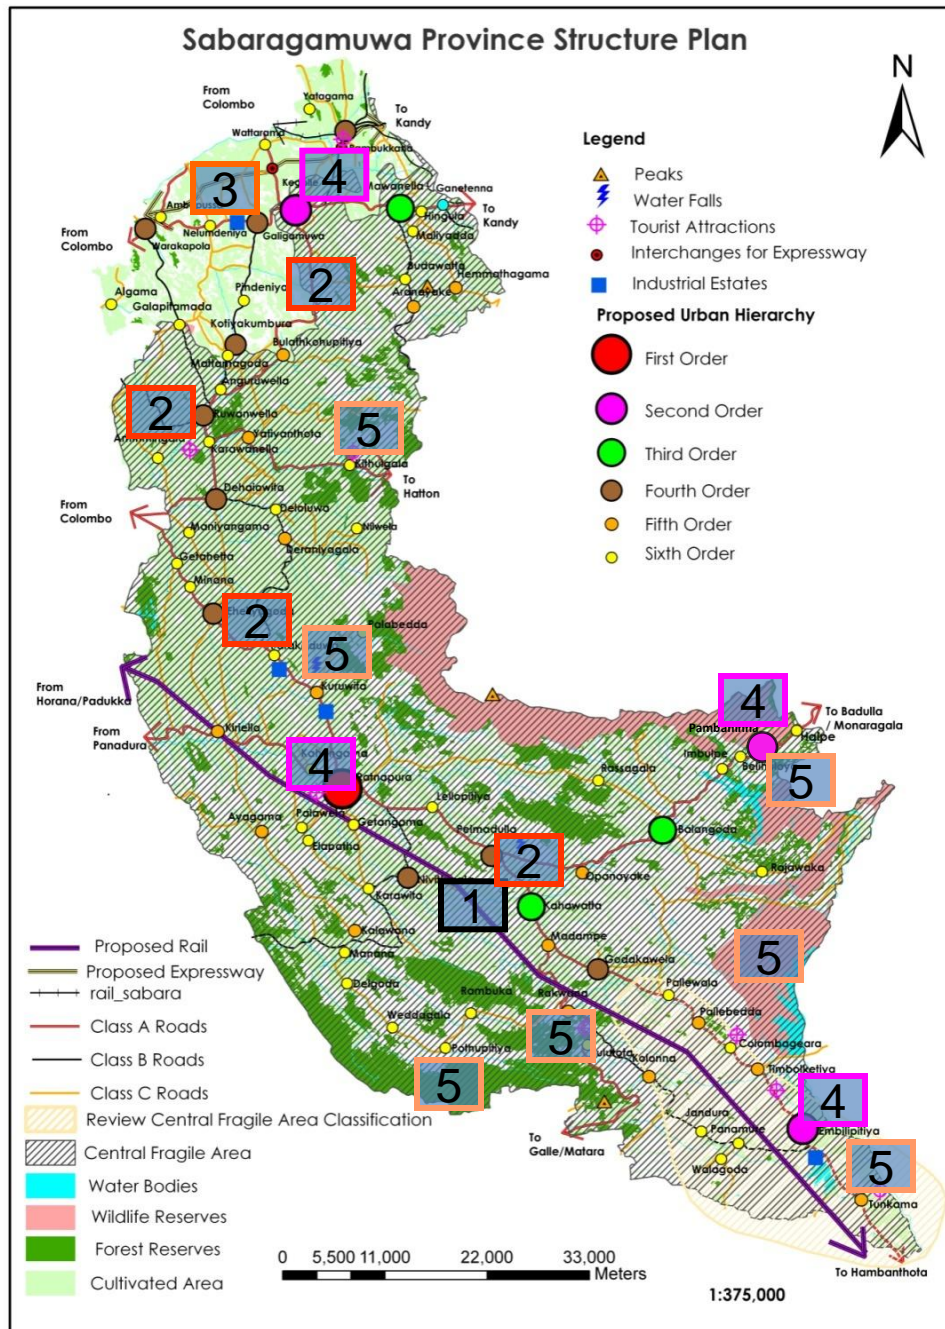 Sabaragamuwa Province Structure Plan
From
Colombo
Yatagama
To
Kandy
N
Wattarama
Rambukkana
Legend
Peaks
Water Falls
Tourist Attractions
Interchanges for Expressway
Industrial Estates
Proposed Urban Hierarchy
First Order
Second Order
Third Order
Fourth Order
Fifth Order
Sixth Order
3
4
Mawanella
Ganetenna
To
Kandy
Hingula
Maliyadda
Nelumdeniya
Galigamuwa
From
Colombo
Warakapola
2
Budawatta
Hemmathagama
Aranayake
Algama
Pindeniya
Galapitamada
Kotiyakumbura
Bulathkohupitiya
Mattamagoda
Anguruwella
2
Ruwanwella
Yatiyanthota
Karawanella
5
Kithulgala
To
Hatton
Dehaiowita
Deloluwa
From
Colombo
Moniyangama
Nilwela
Deraniyagala
Getaheita
Minana
2
5
Palabedda
Kuruwita
From
Horana/Padukka
From
Panadura
Kiriella
4
Ratnapura
4
To Badulla
/ Monaragala
Halpe
Pambahinna
Imbulpe
5
Rassagala
Lellopitiya
Ayagama
Palawela
Getangama
Elapatha
Pelmadulla
2
Opanayake
Balangoda
Rajawaka
Karawita
1
Kahawatta
Kalawana
Madampe
Godakawela
5
Manana
Delgoda
Rambuka
Rakwana
Pallewala
Pallebedda
Weddagala
Pothupitiya
5
Kolonna
Colombageara
Timbolketiya
5
4
Embilipitiya
Jandura
Panamure
Walagoda
5
Tunkama
To
Galle/Matara
To Hambanthota
Proposed Rail
Proposed Expressway
rail_sabara
Class A Roads
Class B Roads
Class C Roads
Review Central Fragile Area Classification
Central Fragile Area
Water Bodies
Wildlife Reserves
Forest Reserves
Cultivated Area
0 5,500 11,000 22,000 33,000
Meters
1:375,000